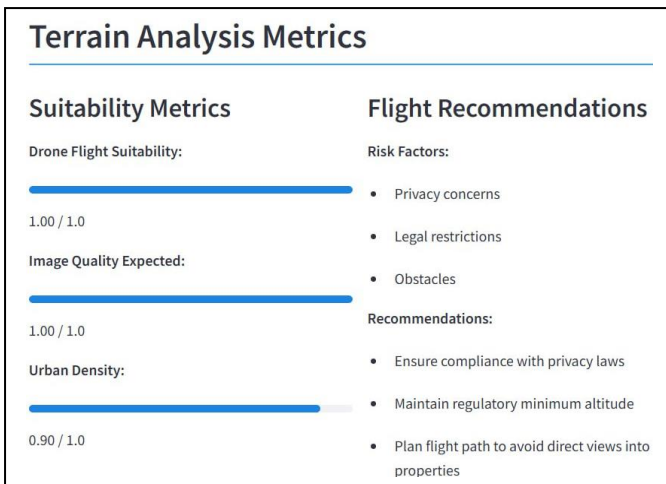 Terrain Analysis Metrics
Suitability Metrics
Drone Flight Suitability:
1.00 / 1.0
Image Quality Expected:
1.00 / 1.0
Urban Density:
0.90 / 1.0
Flight Recommendations
Risk Factors:
• Privacy concerns
• Legal restrictions
• Obstacles
Recommendations:
• Ensure compliance with privacy laws
• Maintain regulatory minimum altitude
• Plan flight path to avoid direct views into
properties